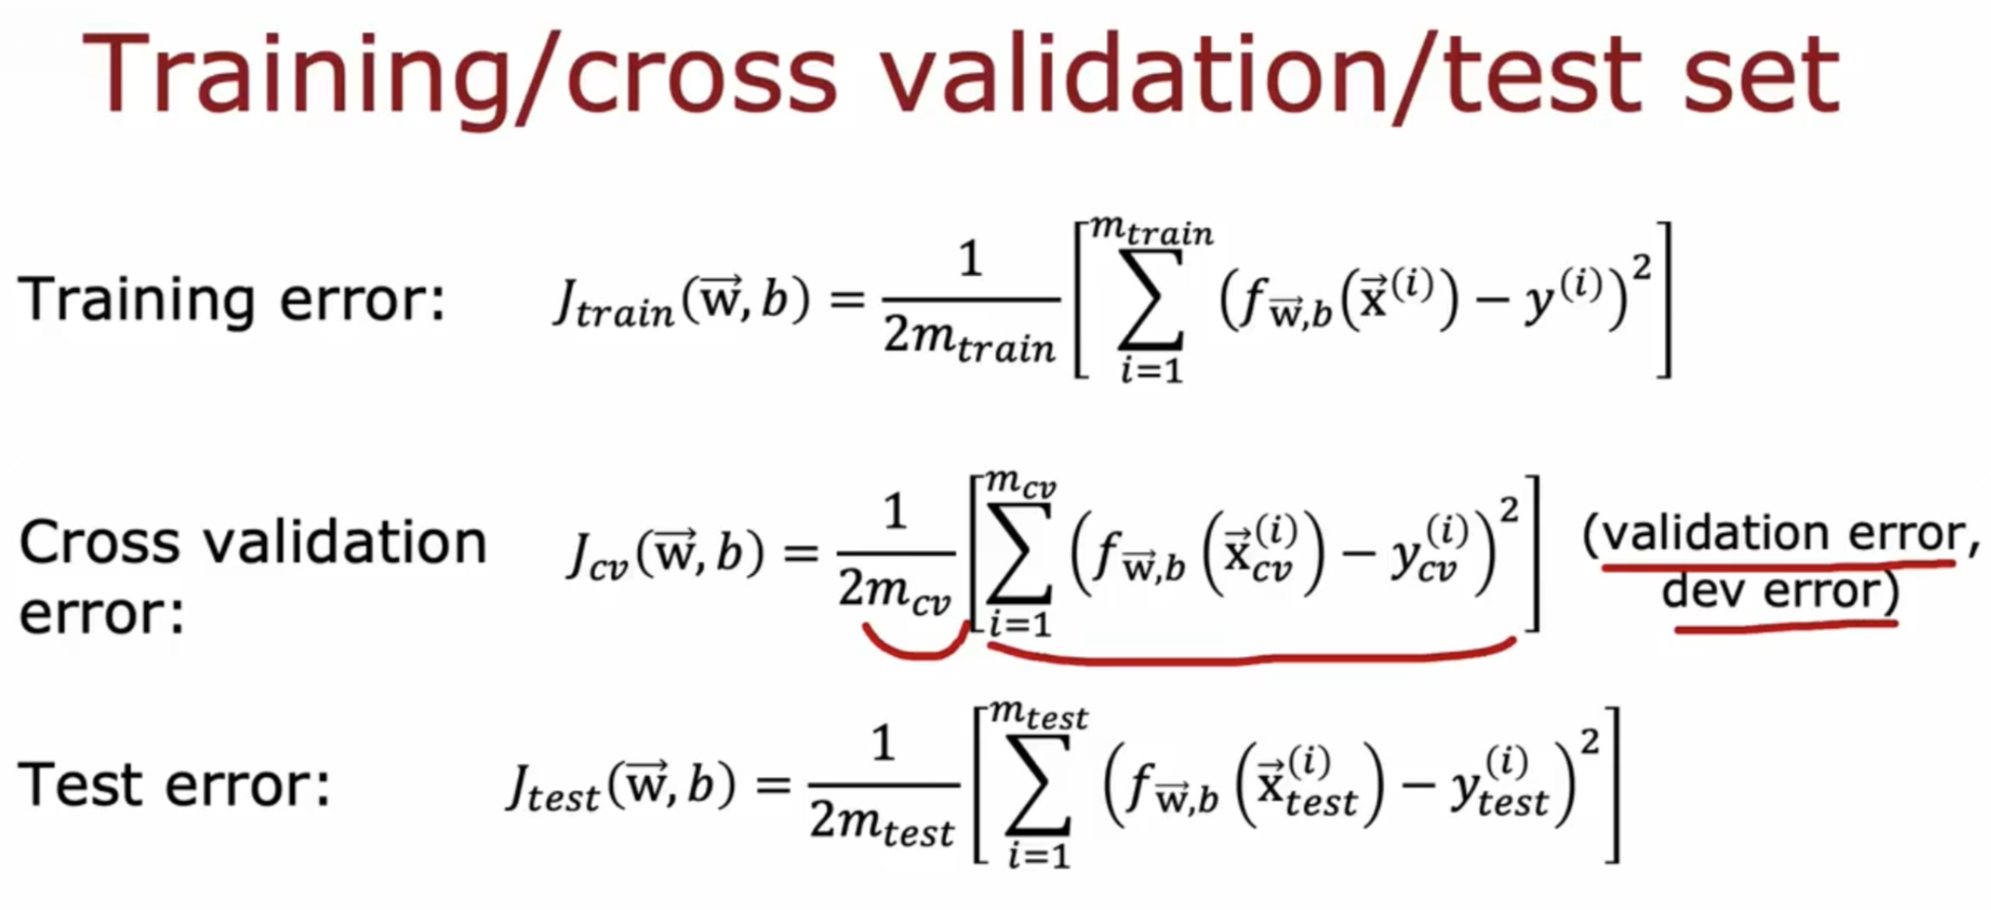 Training/cross validation/test set
Training error: $J_{train}(\vec{w}, b) = \frac{1}{2m_{train}} \left[ \sum_{i=1}^{m_{train}} \left( f_{\vec{w},b}(\vec{x}^{(i)}) - y^{(i)} \right)^2 \right]$
Cross validation error: $J_{cv}(\vec{w}, b) = \frac{1}{2m_{cv}} \left[ \sum_{i=1}^{m_{cv}} \left( f_{\vec{w},b}\left(\vec{x}_{cv}^{(i)}\right) - y_{cv}^{(i)} \right)^2 \right]$ (validation error, dev error)
Test error: $J_{test}(\vec{w}, b) = \frac{1}{2m_{test}} \left[ \sum_{i=1}^{m_{test}} \left( f_{\vec{w},b}\left(\vec{x}_{test}^{(i)}\right) - y_{test}^{(i)} \right)^2 \right]$